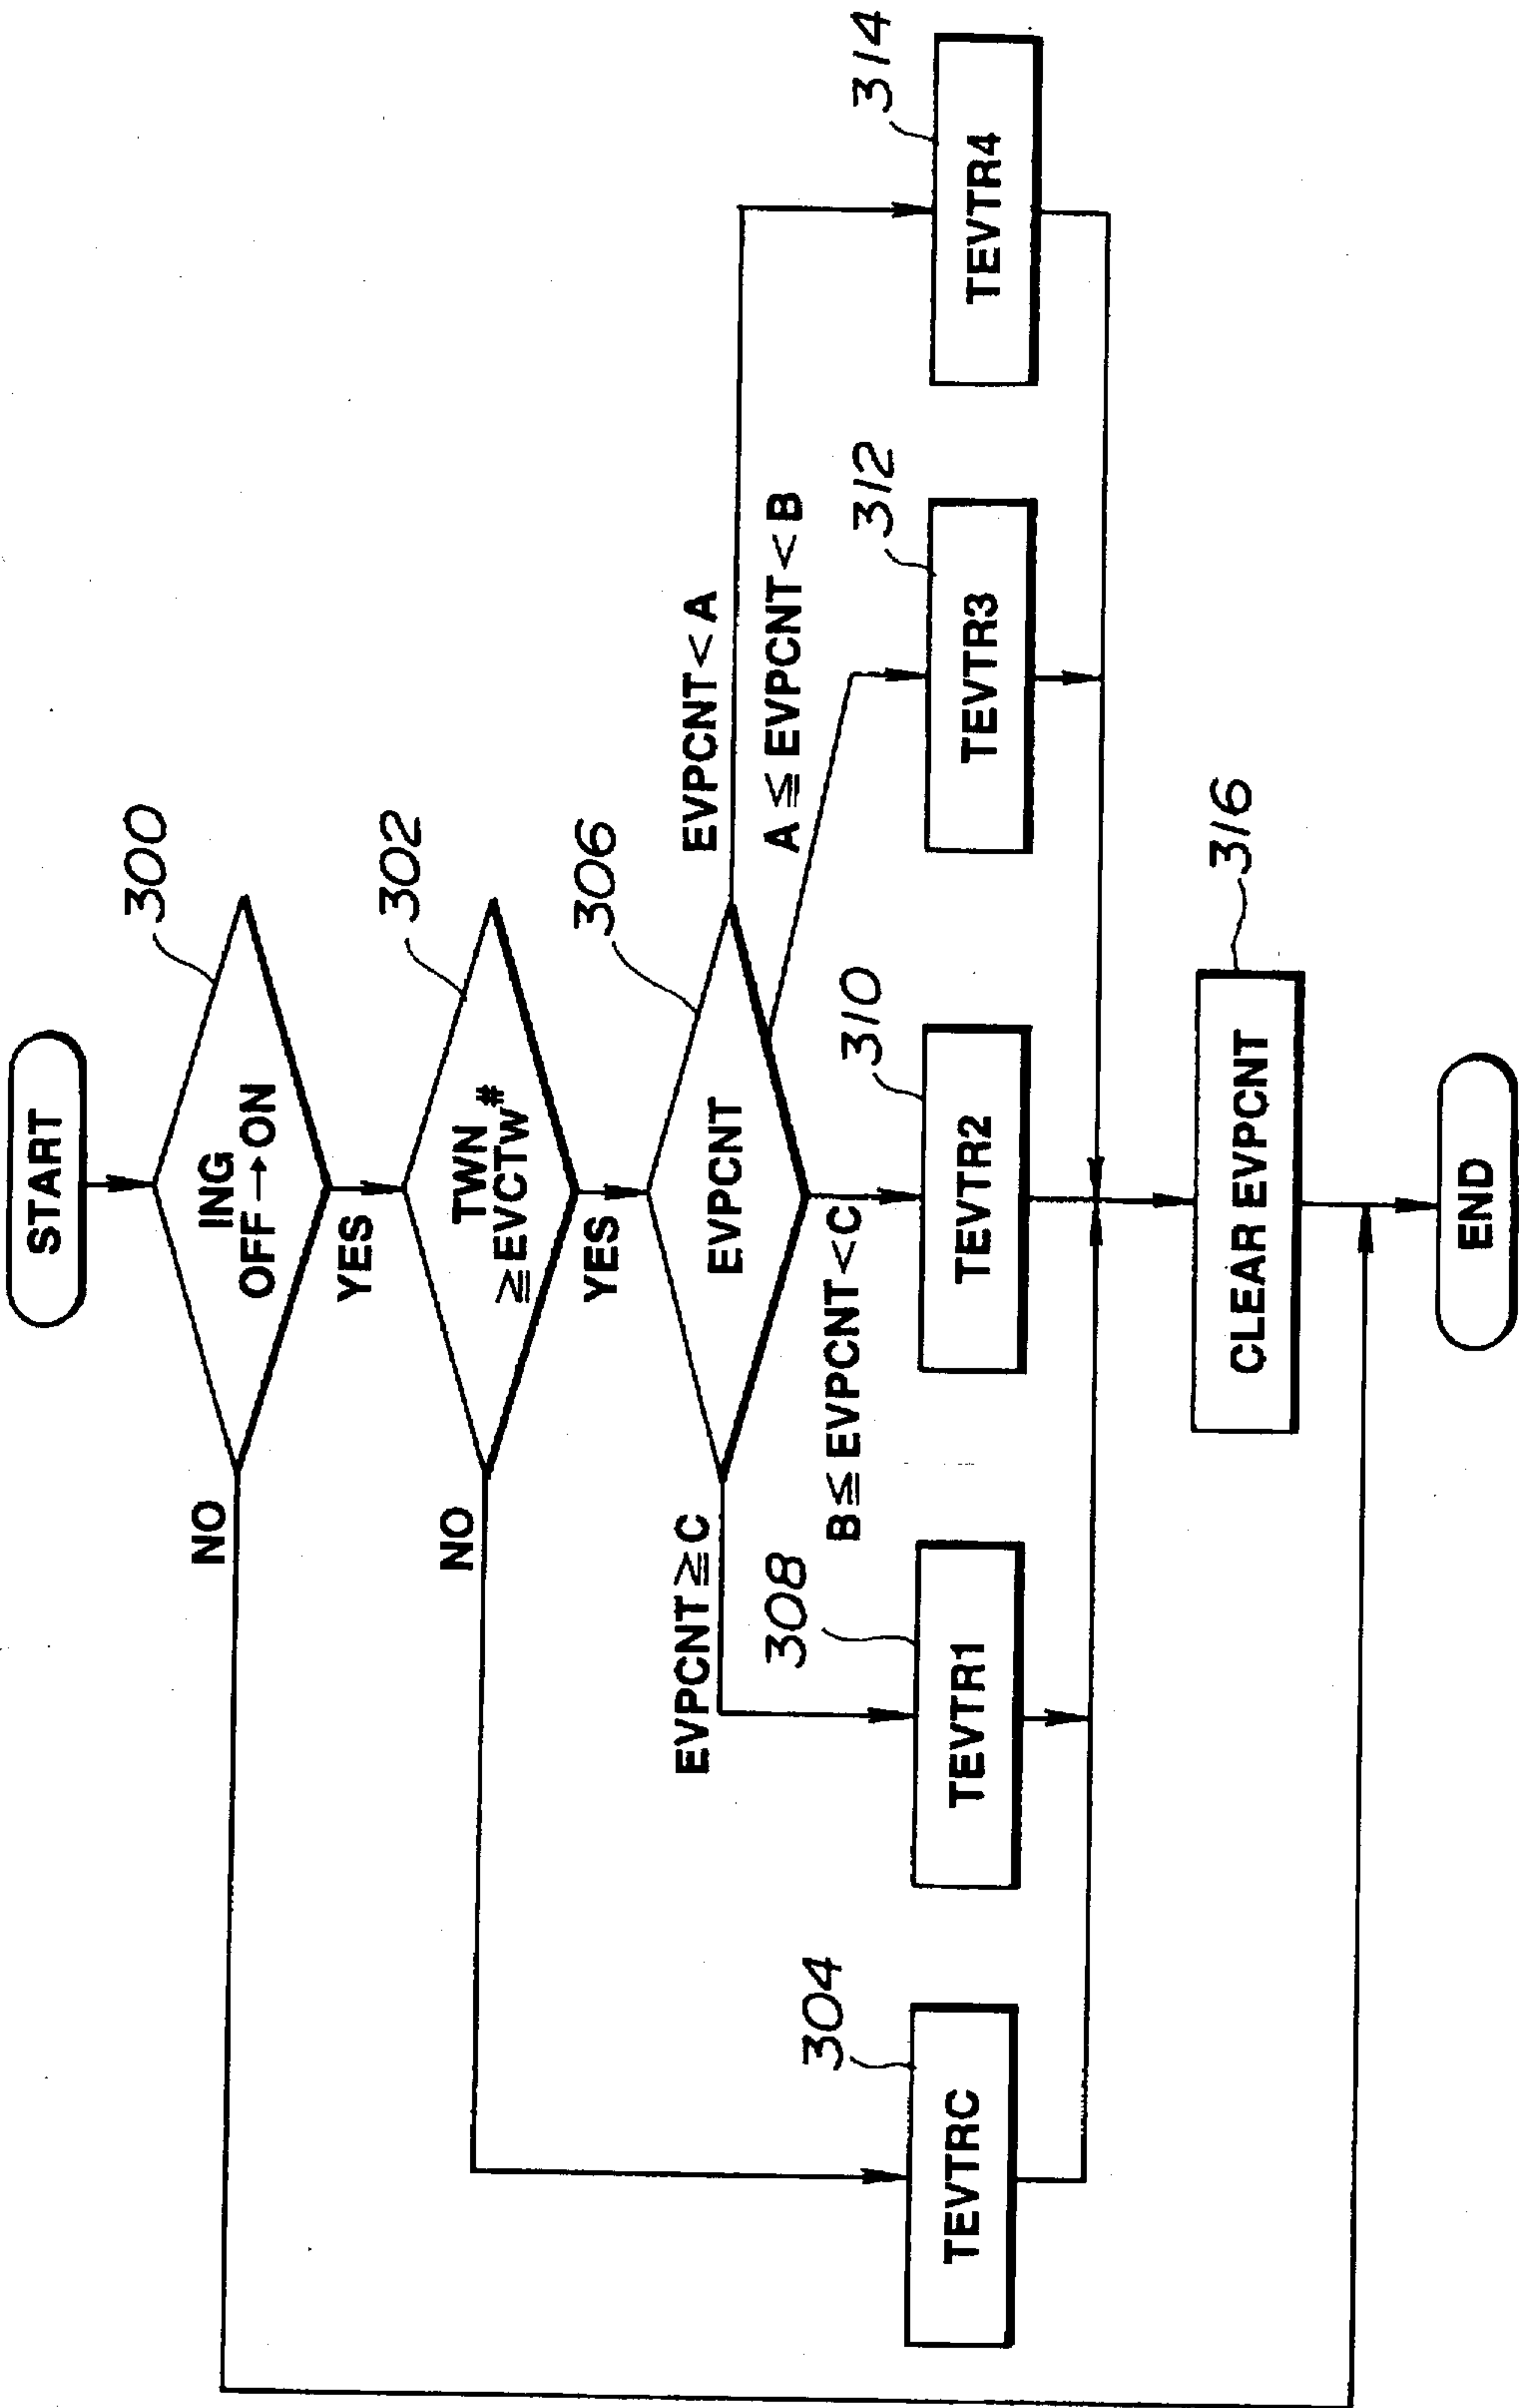 START
300
ING
OFF→ON
NO
YES
302
TWN
≧EVCTW#
NO
YES
306
EVPCNT
EVPCNT≧C
B≦EVPCNT<C
EVPCNT<A
A≦EVPCNT<B
304
TEVTRC
308
TEVTR1
310
TEVTR2
312
TEVTR3
314
TEVTR4
316
CLEAR EVPCNT
END